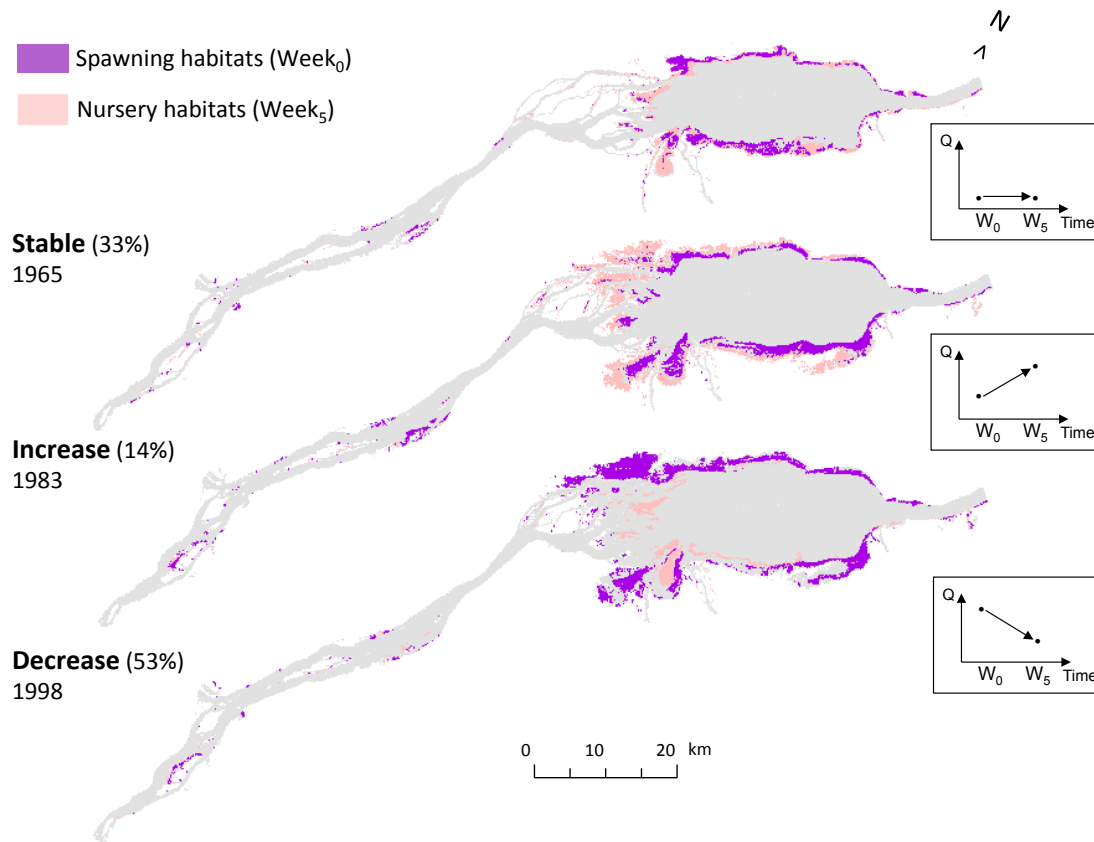 N
>
Spawning habitats (Week₀)
Nursery habitats (Week₅)
Q
W₀ W₅ Time
Stable (33%)
1965
Q
W₀ W₅ Time
Increase (14%)
1983
Q
W₀ W₅ Time
Decrease (53%)
1998
0 10 20 km